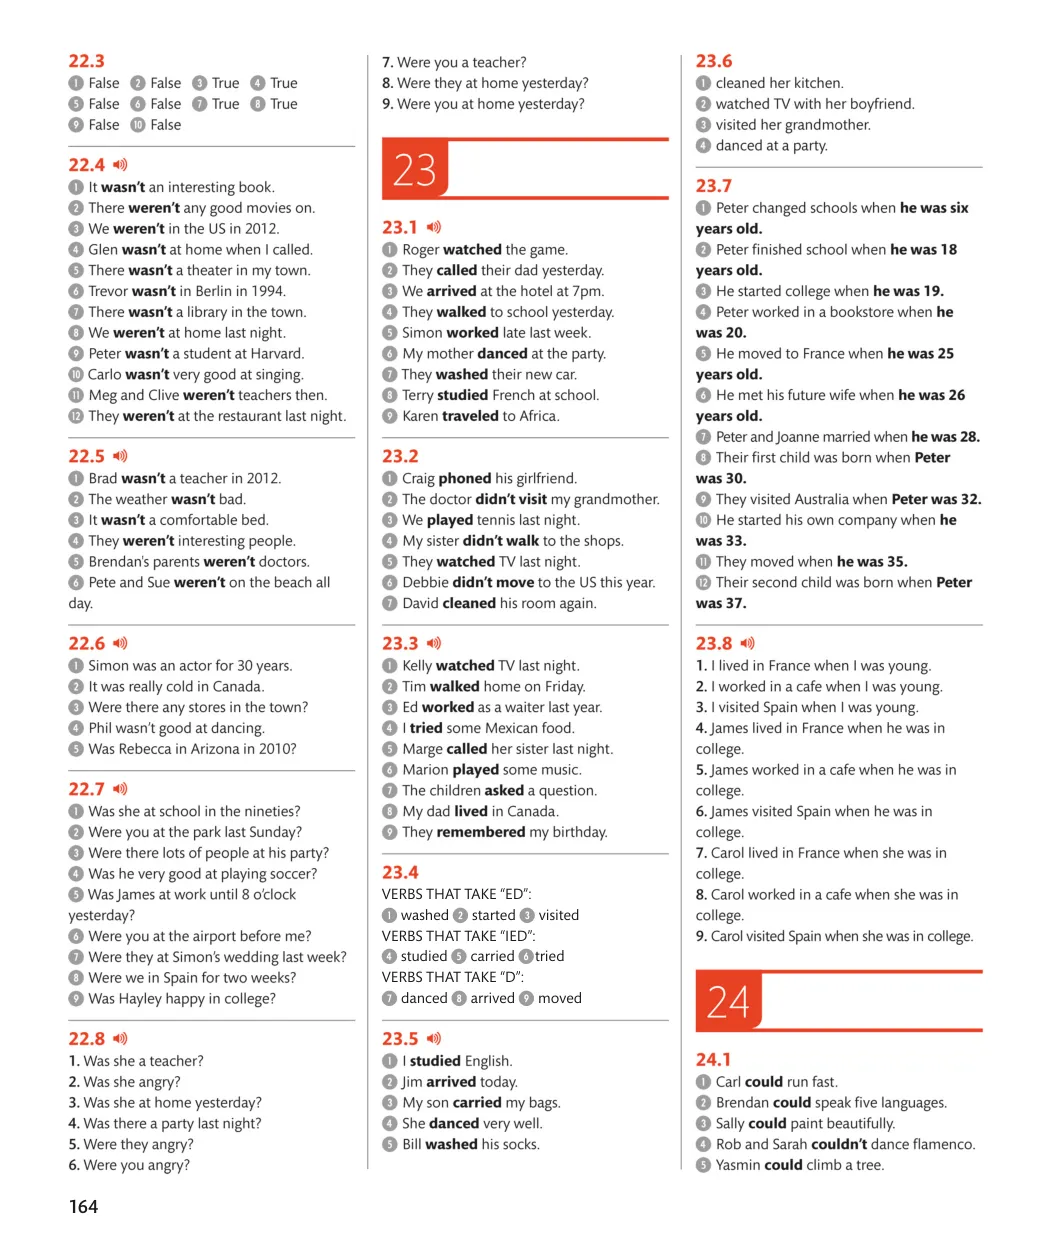 22.3
1 False 2 False 3 True 4 True
5 False 6 False 7 True 8 True
9 False 10 False
22.4
1 It wasn’t an interesting book.
2 There weren’t any good movies on.
3 We weren’t in the US in 2012.
4 Glen wasn’t at home when I called.
5 There wasn’t a theater in my town.
6 Trevor wasn’t in Berlin in 1994.
7 There wasn’t a library in the town.
8 We weren’t at home last night.
9 Peter wasn’t a student at Harvard.
10 Carlo wasn’t very good at singing.
11 Meg and Clive weren’t teachers then.
12 They weren’t at the restaurant last night.
22.5
1 Brad wasn’t a teacher in 2012.
2 The weather wasn’t bad.
3 It wasn’t a comfortable bed.
4 They weren’t interesting people.
5 Brendan's parents weren’t doctors.
6 Pete and Sue weren’t on the beach all
day.
22.6
1 Simon was an actor for 30 years.
2 It was really cold in Canada.
3 Were there any stores in the town?
4 Phil wasn’t good at dancing.
5 Was Rebecca in Arizona in 2010?
22.7
1 Was she at school in the nineties?
2 Were you at the park last Sunday?
3 Were there lots of people at his party?
4 Was he very good at playing soccer?
5 Was James at work until 8 o’clock
yesterday?
6 Were you at the airport before me?
7 Were they at Simon’s wedding last week?
8 Were we in Spain for two weeks?
9 Was Hayley happy in college?
22.8
1. Was she a teacher?
2. Was she angry?
3. Was she at home yesterday?
4. Was there a party last night?
5. Were they angry?
6. Were you angry?
7. Were you a teacher?
8. Were they at home yesterday?
9. Were you at home yesterday?
23
23.1
1 Roger watched the game.
2 They called their dad yesterday.
3 We arrived at the hotel at 7pm.
4 They walked to school yesterday.
5 Simon worked late last week.
6 My mother danced at the party.
7 They washed their new car.
8 Terry studied French at school.
9 Karen traveled to Africa.
23.2
1 Craig phoned his girlfriend.
2 The doctor didn’t visit my grandmother.
3 We played tennis last night.
4 My sister didn’t walk to the shops.
5 They watched TV last night.
6 Debbie didn’t move to the US this year.
7 David cleaned his room again.
23.3
1 Kelly watched TV last night.
2 Tim walked home on Friday.
3 Ed worked as a waiter last year.
4 I tried some Mexican food.
5 Marge called her sister last night.
6 Marion played some music.
7 The children asked a question.
8 My dad lived in Canada.
9 They remembered my birthday.
23.4
VERBS THAT TAKE “ED”:
1 washed 2 started 3 visited
VERBS THAT TAKE “IED”:
4 studied 5 carried 6 tried
VERBS THAT TAKE “D”:
7 danced 8 arrived 9 moved
23.5
1 I studied English.
2 Jim arrived today.
3 My son carried my bags.
4 She danced very well.
5 Bill washed his socks.
23.6
1 cleaned her kitchen.
2 watched TV with her boyfriend.
3 visited her grandmother.
4 danced at a party.
23.7
1 Peter changed schools when he was six
years old.
2 Peter finished school when he was 18
years old.
3 He started college when he was 19.
4 Peter worked in a bookstore when he
was 20.
5 He moved to France when he was 25
years old.
6 He met his future wife when he was 26
years old.
7 Peter and Joanne married when he was 28.
8 Their first child was born when Peter
was 30.
9 They visited Australia when Peter was 32.
10 He started his own company when he
was 33.
11 They moved when he was 35.
12 Their second child was born when Peter
was 37.
23.8
1. I lived in France when I was young.
2. I worked in a cafe when I was young.
3. I visited Spain when I was young.
4. James lived in France when he was in
college.
5. James worked in a cafe when he was in
college.
6. James visited Spain when he was in
college.
7. Carol lived in France when she was in
college.
8. Carol worked in a cafe when she was in
college.
9. Carol visited Spain when she was in college.
24
24.1
1 Carl could run fast.
2 Brendan could speak five languages.
3 Sally could paint beautifully.
4 Rob and Sarah couldn’t dance flamenco.
5 Yasmin could climb a tree.
164